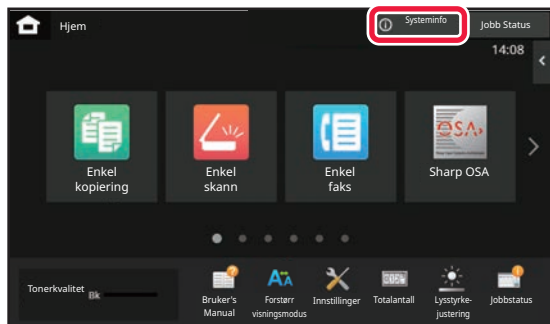 Hjem
Systeminfo
Jobb Status
14:08
Enkel
kopiering
Enkel
skann
Enkel
faks
OSA
Sharp OSA
Tonerkvalitet
Bk
Bruker's
Manual
AA
Forstørr
visningsmodus
Innstillinger
Totalantall
Lysstyrke-
justering
Jobbstatus